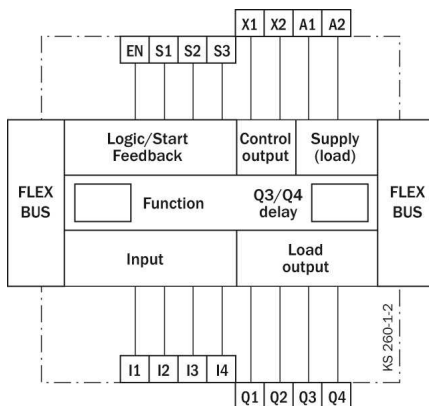 X1 X2 A1 A2
EN S1 S2 S3
Logic/Start
Feedback
Control
output
Supply
(load)
FLEX
BUS
Function
Q3/Q4
delay
FLEX
BUS
Input
Load
output
KS 260-1-2
I1 I2 I3 I4
Q1 Q2 Q3 Q4